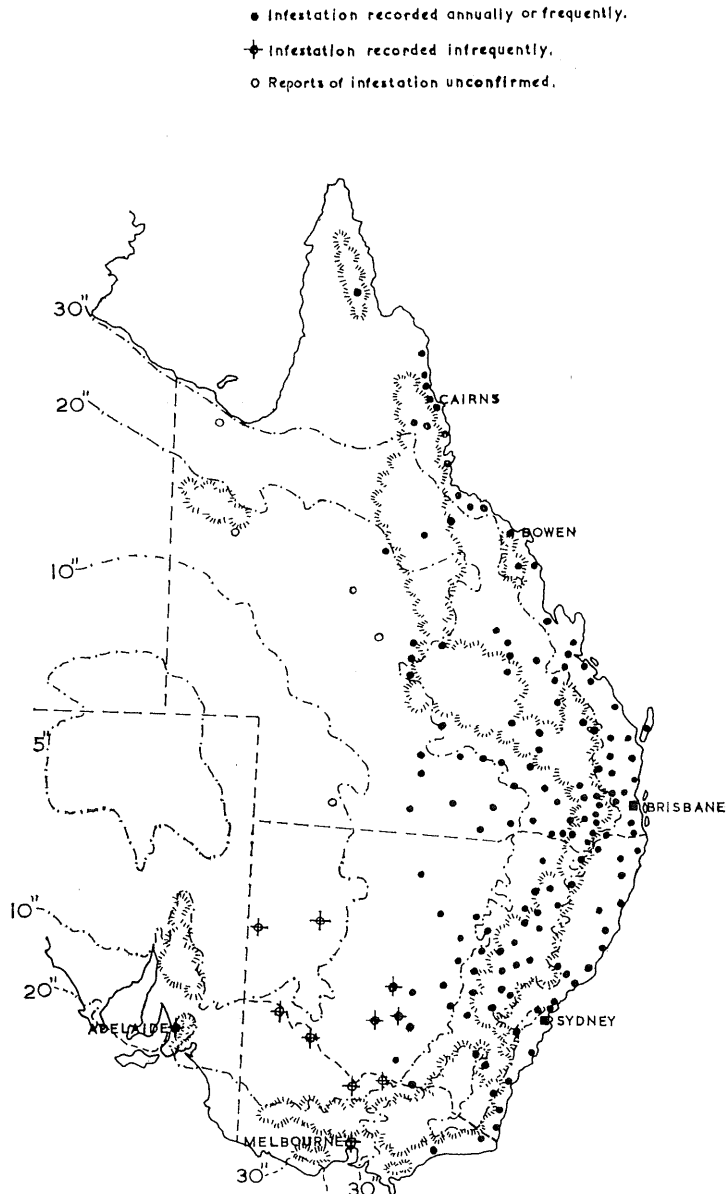 Infestation recorded annually or frequently.
Infestation recorded infrequently.
Reports of infestation unconfirmed.
30"
20"
CAIRNS
BOWEN
10"
5"
BRISBANE
10"
20"
ADELAIDE
SYDNEY
MELBOURNE
30"
30"